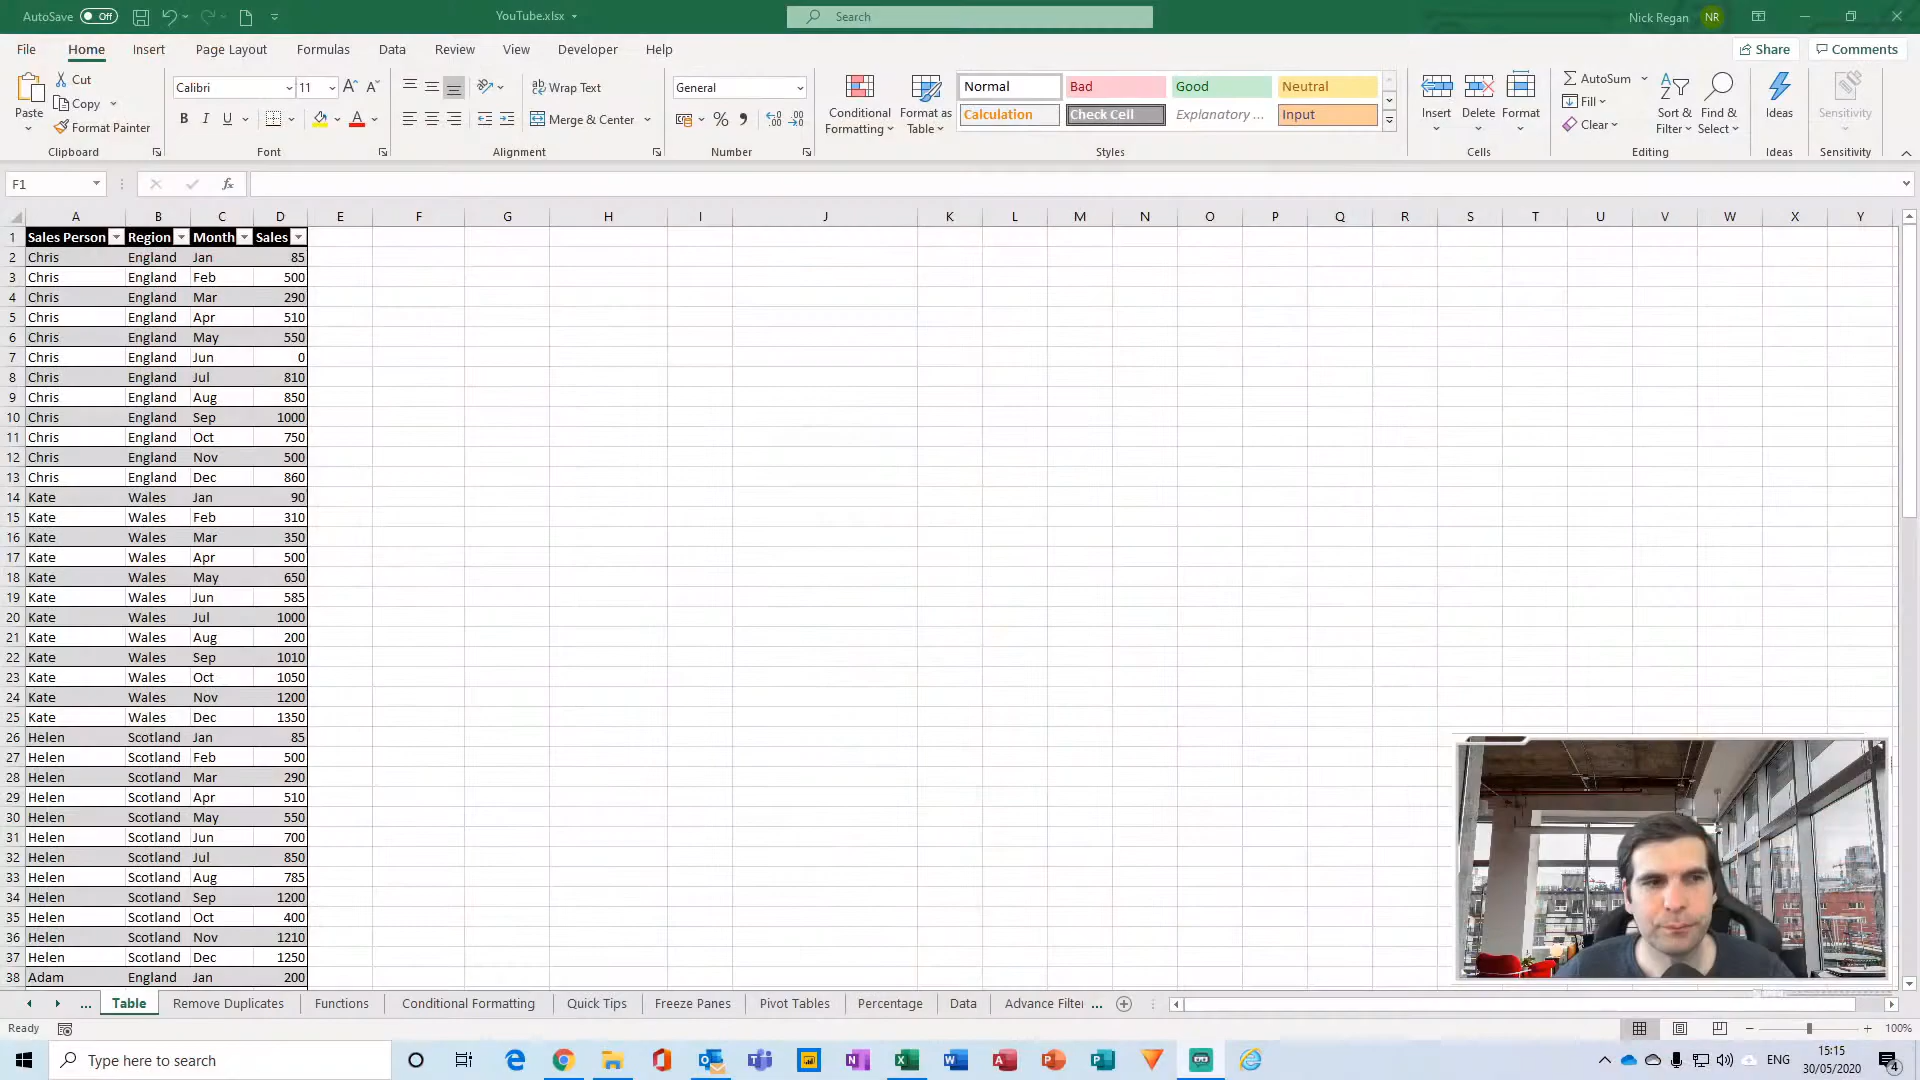 AutoSave Off YouTube.xlsx Search Nick Regan NR
File Home Insert Page Layout Formulas Data Review View Developer Help Share Comments
Paste Cut Copy Format Painter Clipboard
Calibri 11 B I U Font
Wrap Text Merge & Center Alignment
General % Number
Conditional Formatting Format as Table Normal Bad Good Neutral Calculation Check Cell Explanatory ... Input Styles
Insert Delete Format Cells
AutoSum Fill Clear Sort & Filter Find & Select Editing
Ideas Ideas
Sensitivity Sensitivity
F1 fx
A B C D E F G H I J K L M N O P Q R S T U V W X Y
1 Sales Person Region Month Sales
2 Chris England Jan 85
3 Chris England Feb 500
4 Chris England Mar 290
5 Chris England Apr 510
6 Chris England May 550
7 Chris England Jun 0
8 Chris England Jul 810
9 Chris England Aug 850
10 Chris England Sep 1000
11 Chris England Oct 750
12 Chris England Nov 500
13 Chris England Dec 860
14 Kate Wales Jan 90
15 Kate Wales Feb 310
16 Kate Wales Mar 350
17 Kate Wales Apr 500
18 Kate Wales May 650
19 Kate Wales Jun 585
20 Kate Wales Jul 1000
21 Kate Wales Aug 200
22 Kate Wales Sep 1010
23 Kate Wales Oct 1050
24 Kate Wales Nov 1200
25 Kate Wales Dec 1350
26 Helen Scotland Jan 85
27 Helen Scotland Feb 500
28 Helen Scotland Mar 290
29 Helen Scotland Apr 510
30 Helen Scotland May 550
31 Helen Scotland Jun 700
32 Helen Scotland Jul 850
33 Helen Scotland Aug 785
34 Helen Scotland Sep 1200
35 Helen Scotland Oct 400
36 Helen Scotland Nov 1210
37 Helen Scotland Dec 1250
38 Adam England Jan 200
... Table Remove Duplicates Functions Conditional Formatting Quick Tips Freeze Panes Pivot Tables Percentage Data Advance Filter ...
Ready 100%
Type here to search ENG 15:15
30/05/2020 4